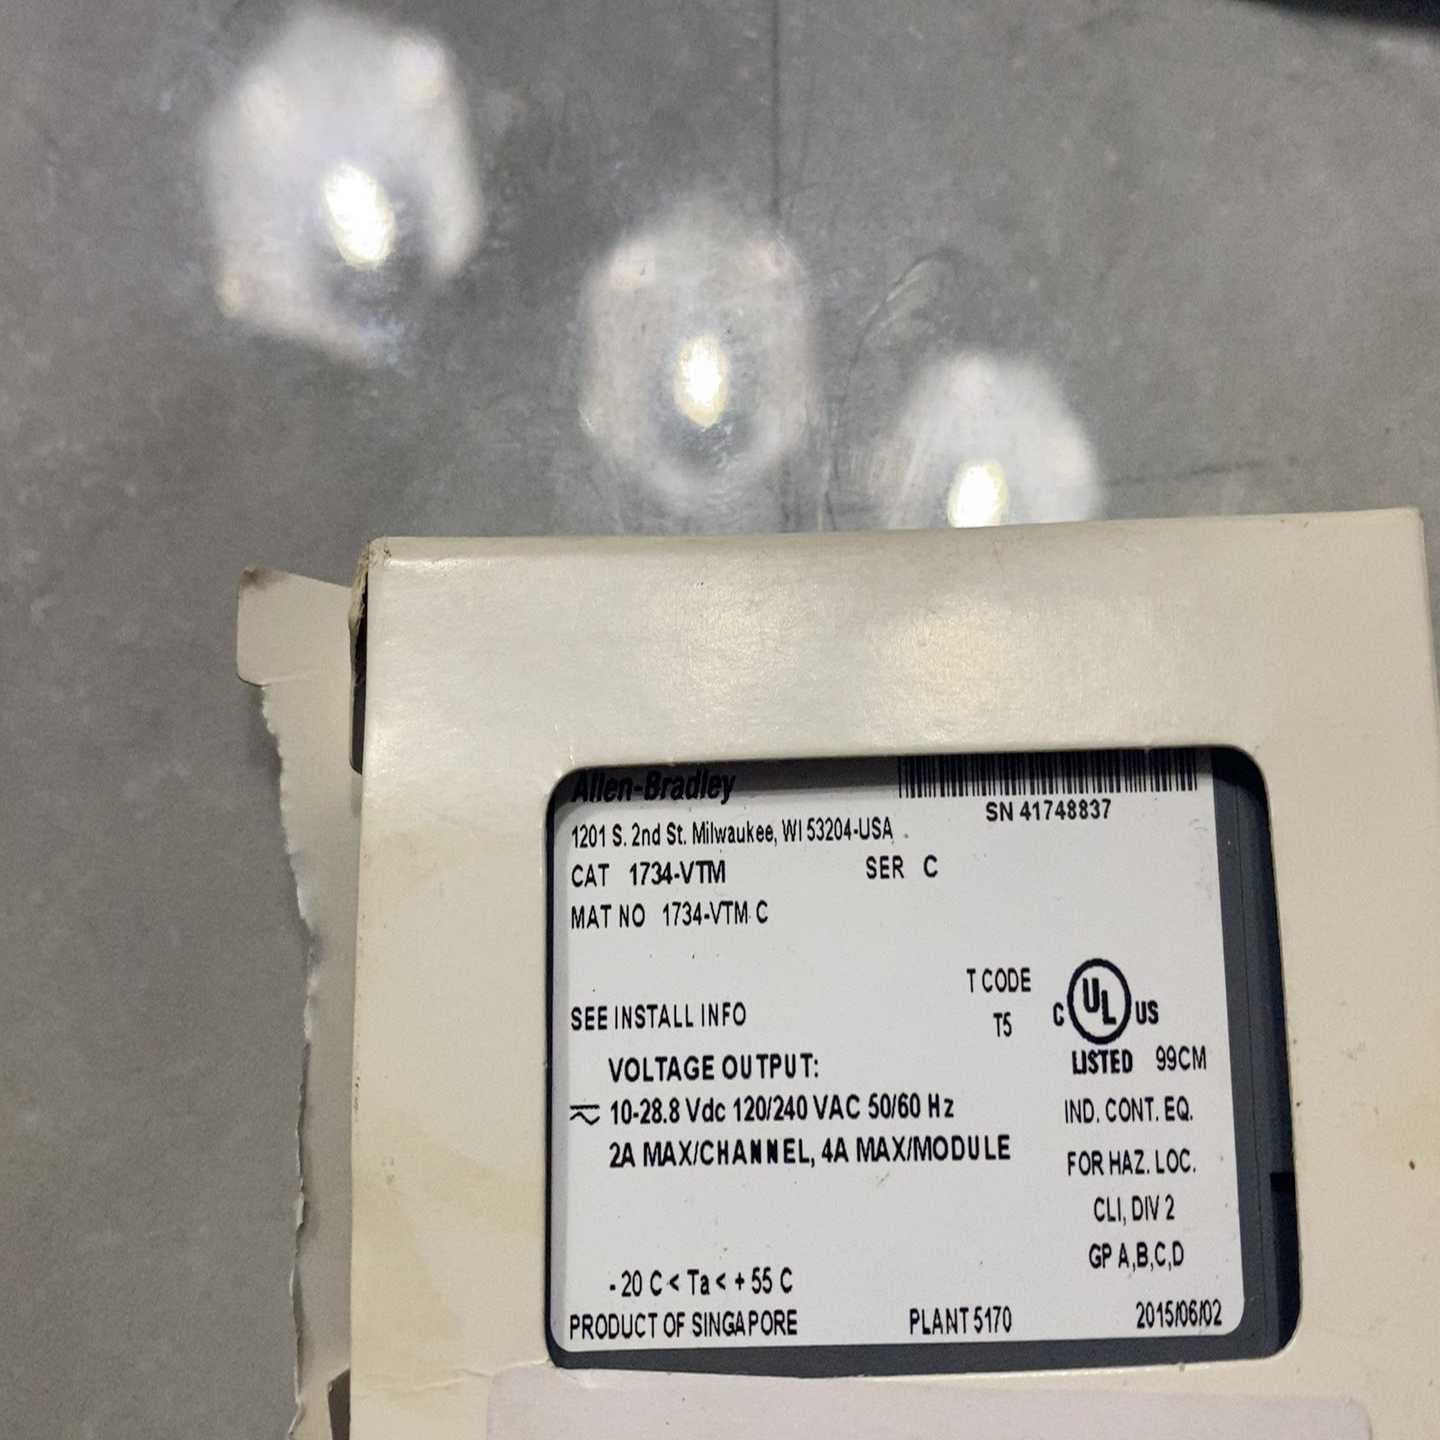 Allen-Bradley
SN 41748837
1201 S. 2nd St. Milwaukee, WI 53204-USA
CAT 1734-VTM SER C
MAT NO 1734-VTM C
T CODE
T5
SEE INSTALL INFO
C UL US
LISTED 99CM
VOLTAGE OUTPUT:
10-28.8 Vdc 120/240 VAC 50/60 Hz
2A MAX/CHANNEL, 4A MAX/MODULE
IND. CONT. EQ.
FOR HAZ. LOC.
CLI, DIV 2
GP A,B,C,D
- 20 C < Ta < + 55 C
PRODUCT OF SINGAPORE PLANT 5170 2015/06/02